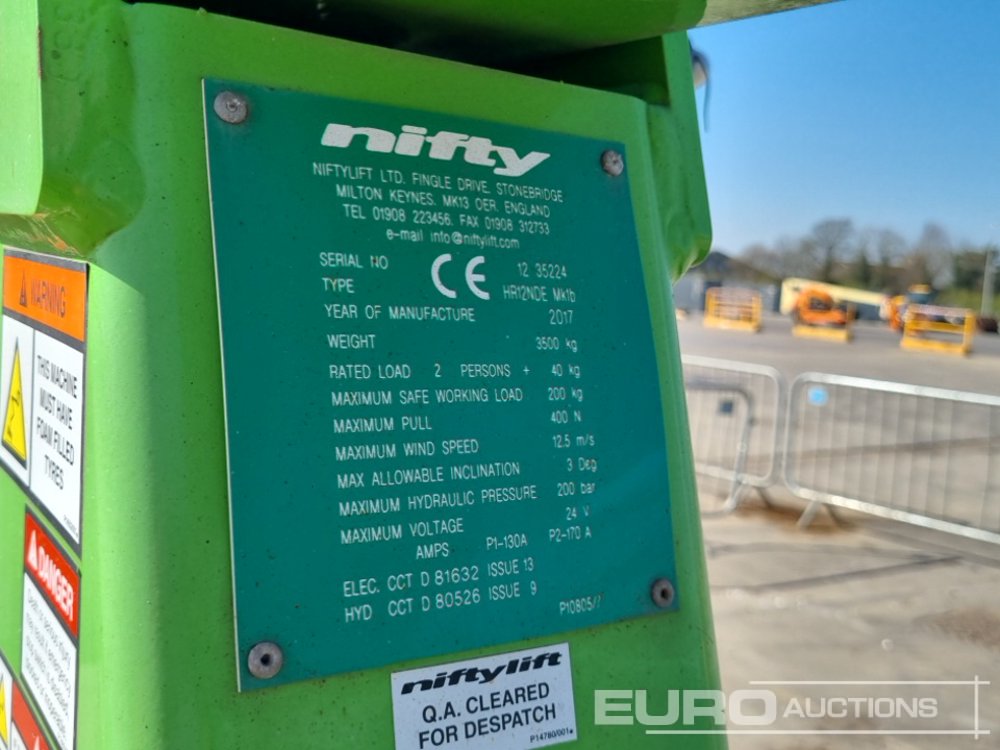 nifty
NIFTYLIFT LTD. FINGLE DRIVE, STONEBRIDGE
MILTON KEYNES. MK13 OER. ENGLAND
TEL 01908 223456. FAX 01908 312733
e-mail info@niftylift.com
SERIAL NO CE 12 35224
TYPE HR12NDE Mk1b
YEAR OF MANUFACTURE 2017
WEIGHT 3500 kg
RATED LOAD 2 PERSONS + 40 kg
MAXIMUM SAFE WORKING LOAD 200 kg
MAXIMUM PULL 400 N
MAXIMUM WIND SPEED 12.5 m/s
MAX ALLOWABLE INCLINATION 3 Deg
MAXIMUM HYDRAULIC PRESSURE 200 bar
MAXIMUM VOLTAGE 24 V
AMPS P1-130A P2-170 A
ELEC. CCT D 81632 ISSUE 13
HYD CCT D 80526 ISSUE 9
P10805/7
WARNING
THIS MACHINE
MUST HAVE
FOAM FILLED
TYRES
DANGER
niftylift
Q.A. CLEARED
FOR DESPATCH
P14780/001a
EURO AUCTIONS